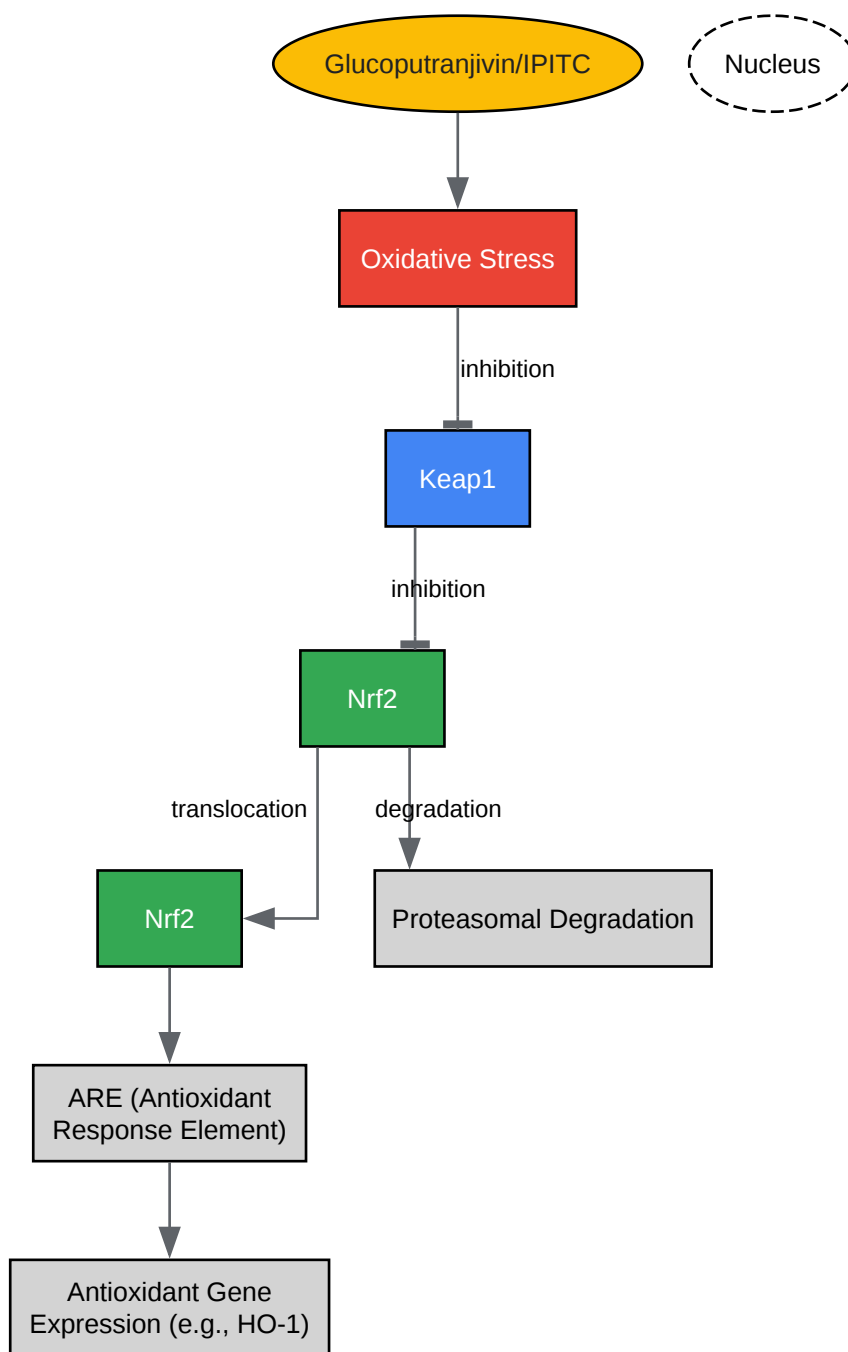 Glucoputranjivin/IPITC
Nucleus
Oxidative Stress
inhibition
Keap1
inhibition
Nrf2
translocation
degradation
Nrf2
Proteasomal Degradation
ARE (Antioxidant
Response Element)
Antioxidant Gene
Expression (e.g., HO-1)